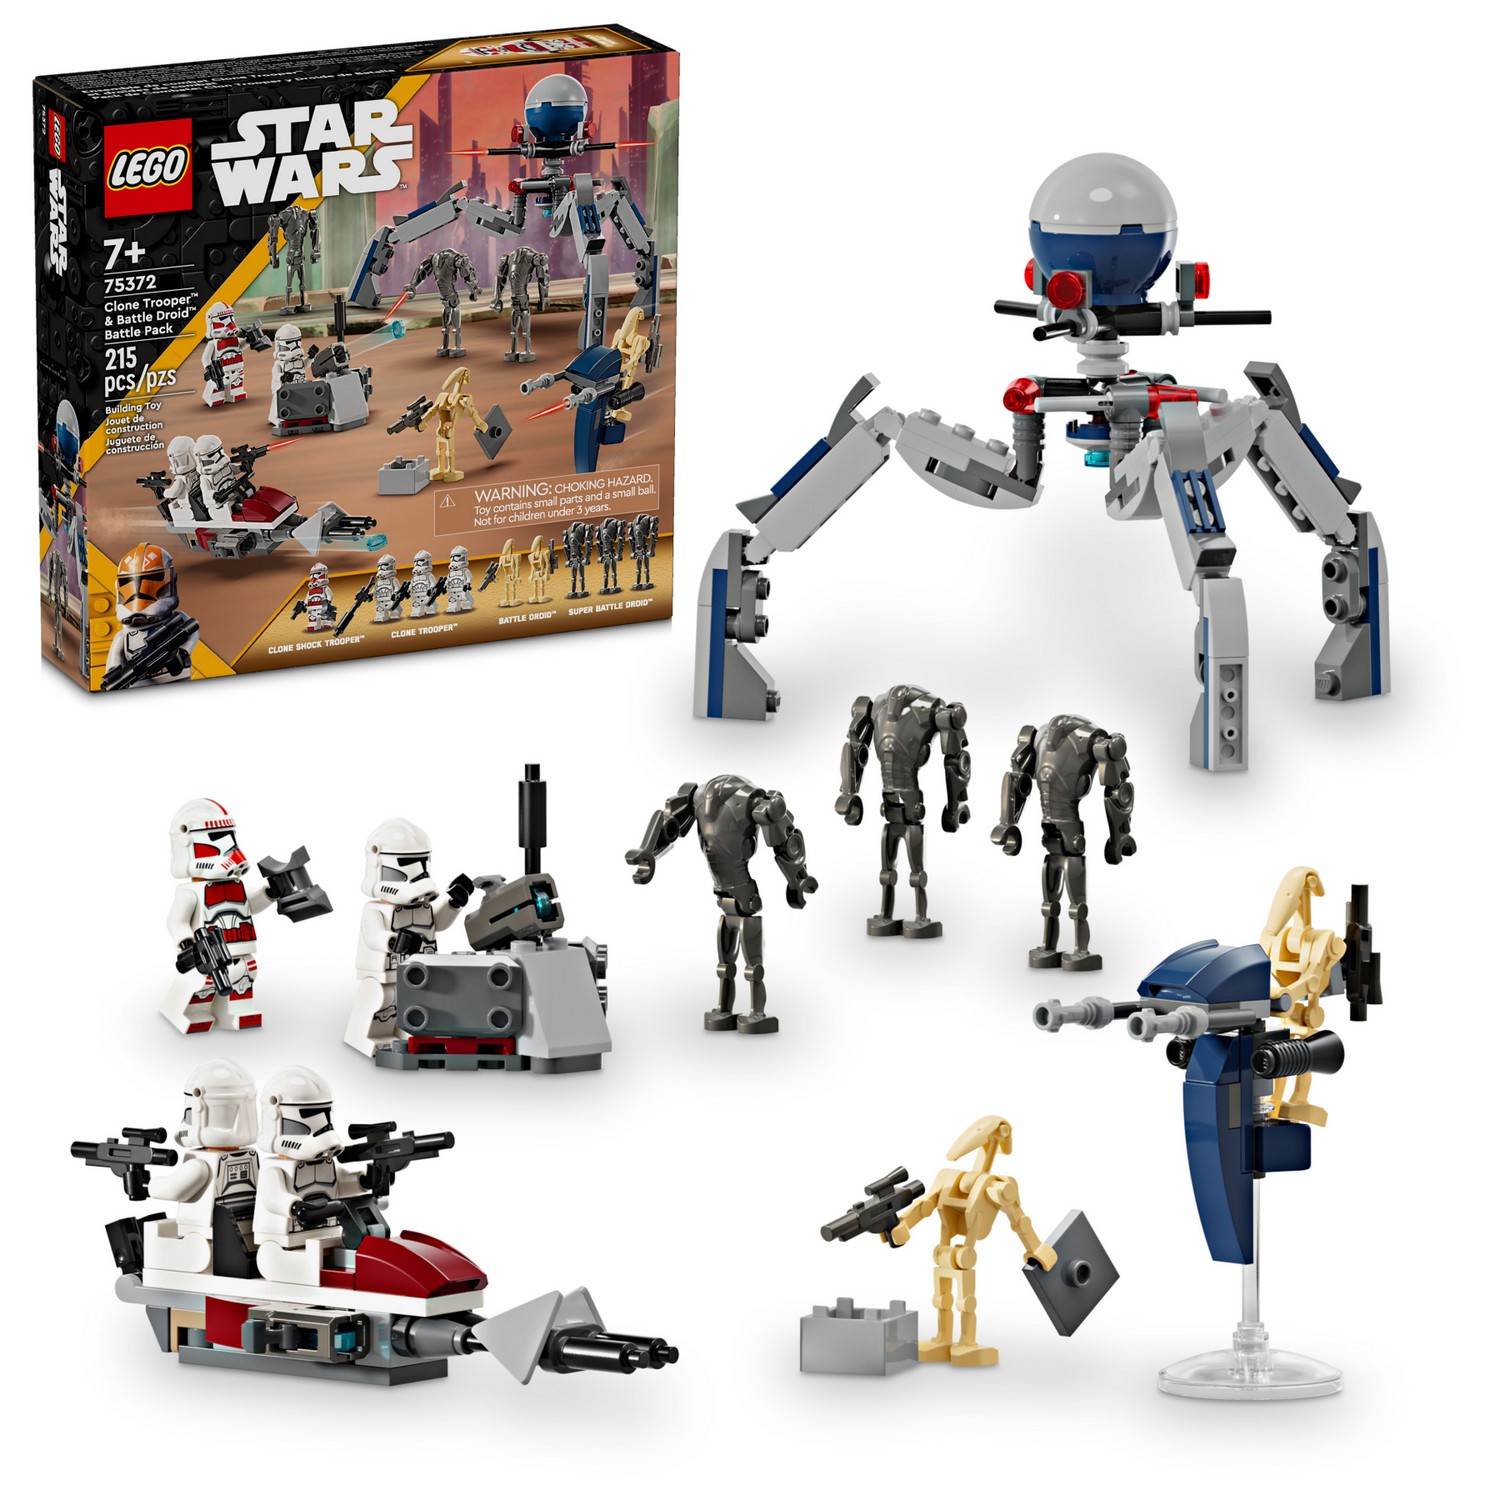 LEGO
STAR
WARS™
7+
75372
Clone Trooper™
& Battle Droid™
Battle Pack
215
pcs/pzs
Building Toy
Jouet de
construction
Juguete de
construcción
WARNING: CHOKING HAZARD.
Toy contains small parts and a small ball.
Not for children under 3 years.
CLONE SHOCK TROOPER™
CLONE TROOPER™
BATTLE DROID™
SUPER BATTLE DROID™
75372
LEGO
STAR
WARS